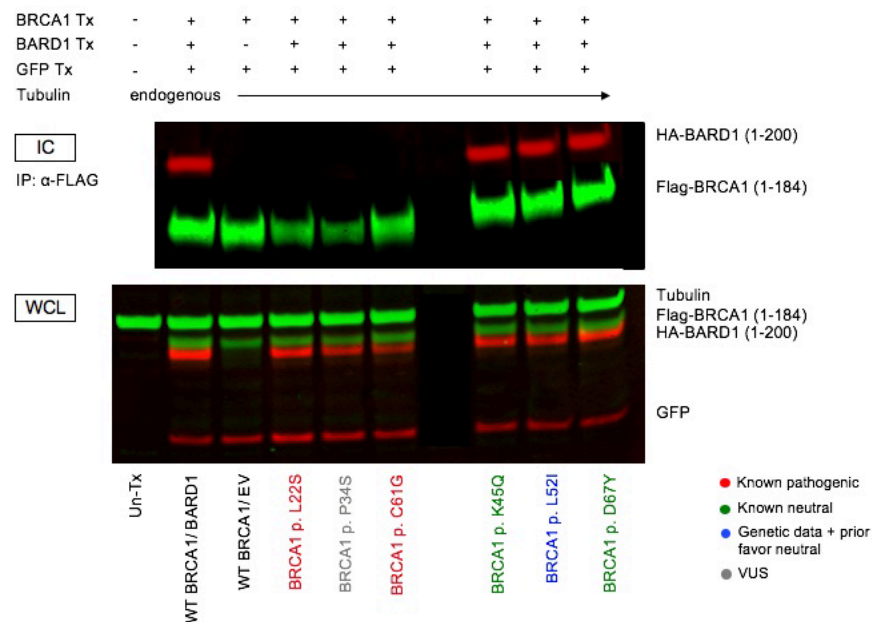 BRCA1 Tx - + + + + + + + +
BARD1 Tx - + - + + + + + +
GFP Tx - + + + + + + + +
Tubulin endogenous
IC
IP: α-FLAG
HA-BARD1 (1-200)
Flag-BRCA1 (1-184)
WCL
Tubulin
Flag-BRCA1 (1-184)
HA-BARD1 (1-200)
GFP
Un-Tx
WT BRCA1/ BARD1
WT BRCA1/ EV
BRCA1 p. L22S
BRCA1 p. P34S
BRCA1 p. C61G
BRCA1 p. K45Q
BRCA1 p. L52I
BRCA1 p. D67Y
Known pathogenic
Known neutral
Genetic data + prior
favor neutral
VUS